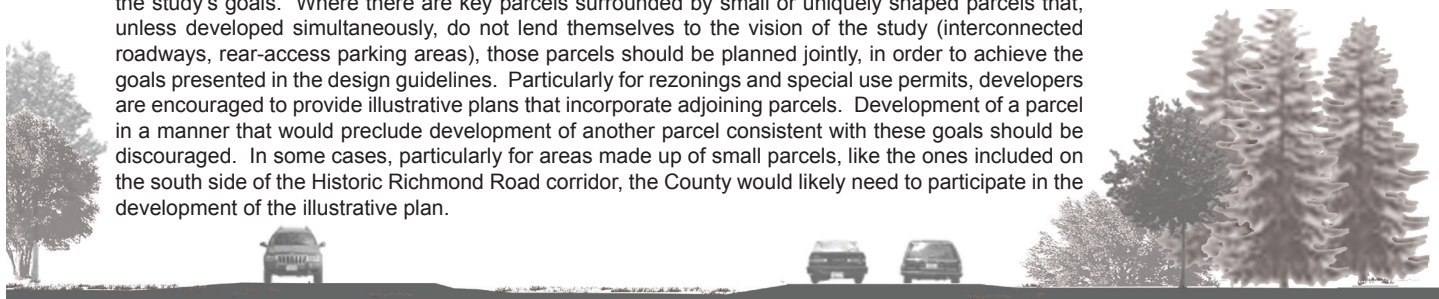 the study's goals. Where there are key parcels surrounded by small or uniquely shaped parcels that,
unless developed simultaneously, do not lend themselves to the vision of the study (interconnected
roadways, rear-access parking areas), those parcels should be planned jointly, in order to achieve the
goals presented in the design guidelines. Particularly for rezonings and special use permits, developers
are encouraged to provide illustrative plans that incorporate adjoining parcels. Development of a parcel
in a manner that would preclude development of another parcel consistent with these goals should be
discouraged. In some cases, particularly for areas made up of small parcels, like the ones included on
the south side of the Historic Richmond Road corridor, the County would likely need to participate in the
development of the illustrative plan.